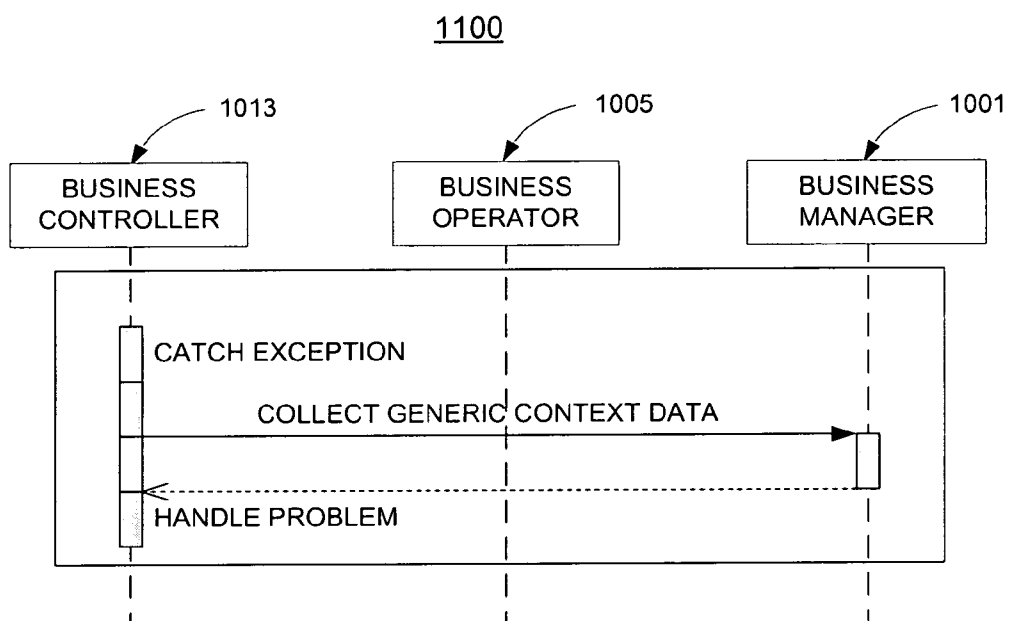 1100
1013
1005
1001
BUSINESS
CONTROLLER
BUSINESS
OPERATOR
BUSINESS
MANAGER
CATCH EXCEPTION
COLLECT GENERIC CONTEXT DATA
HANDLE PROBLEM